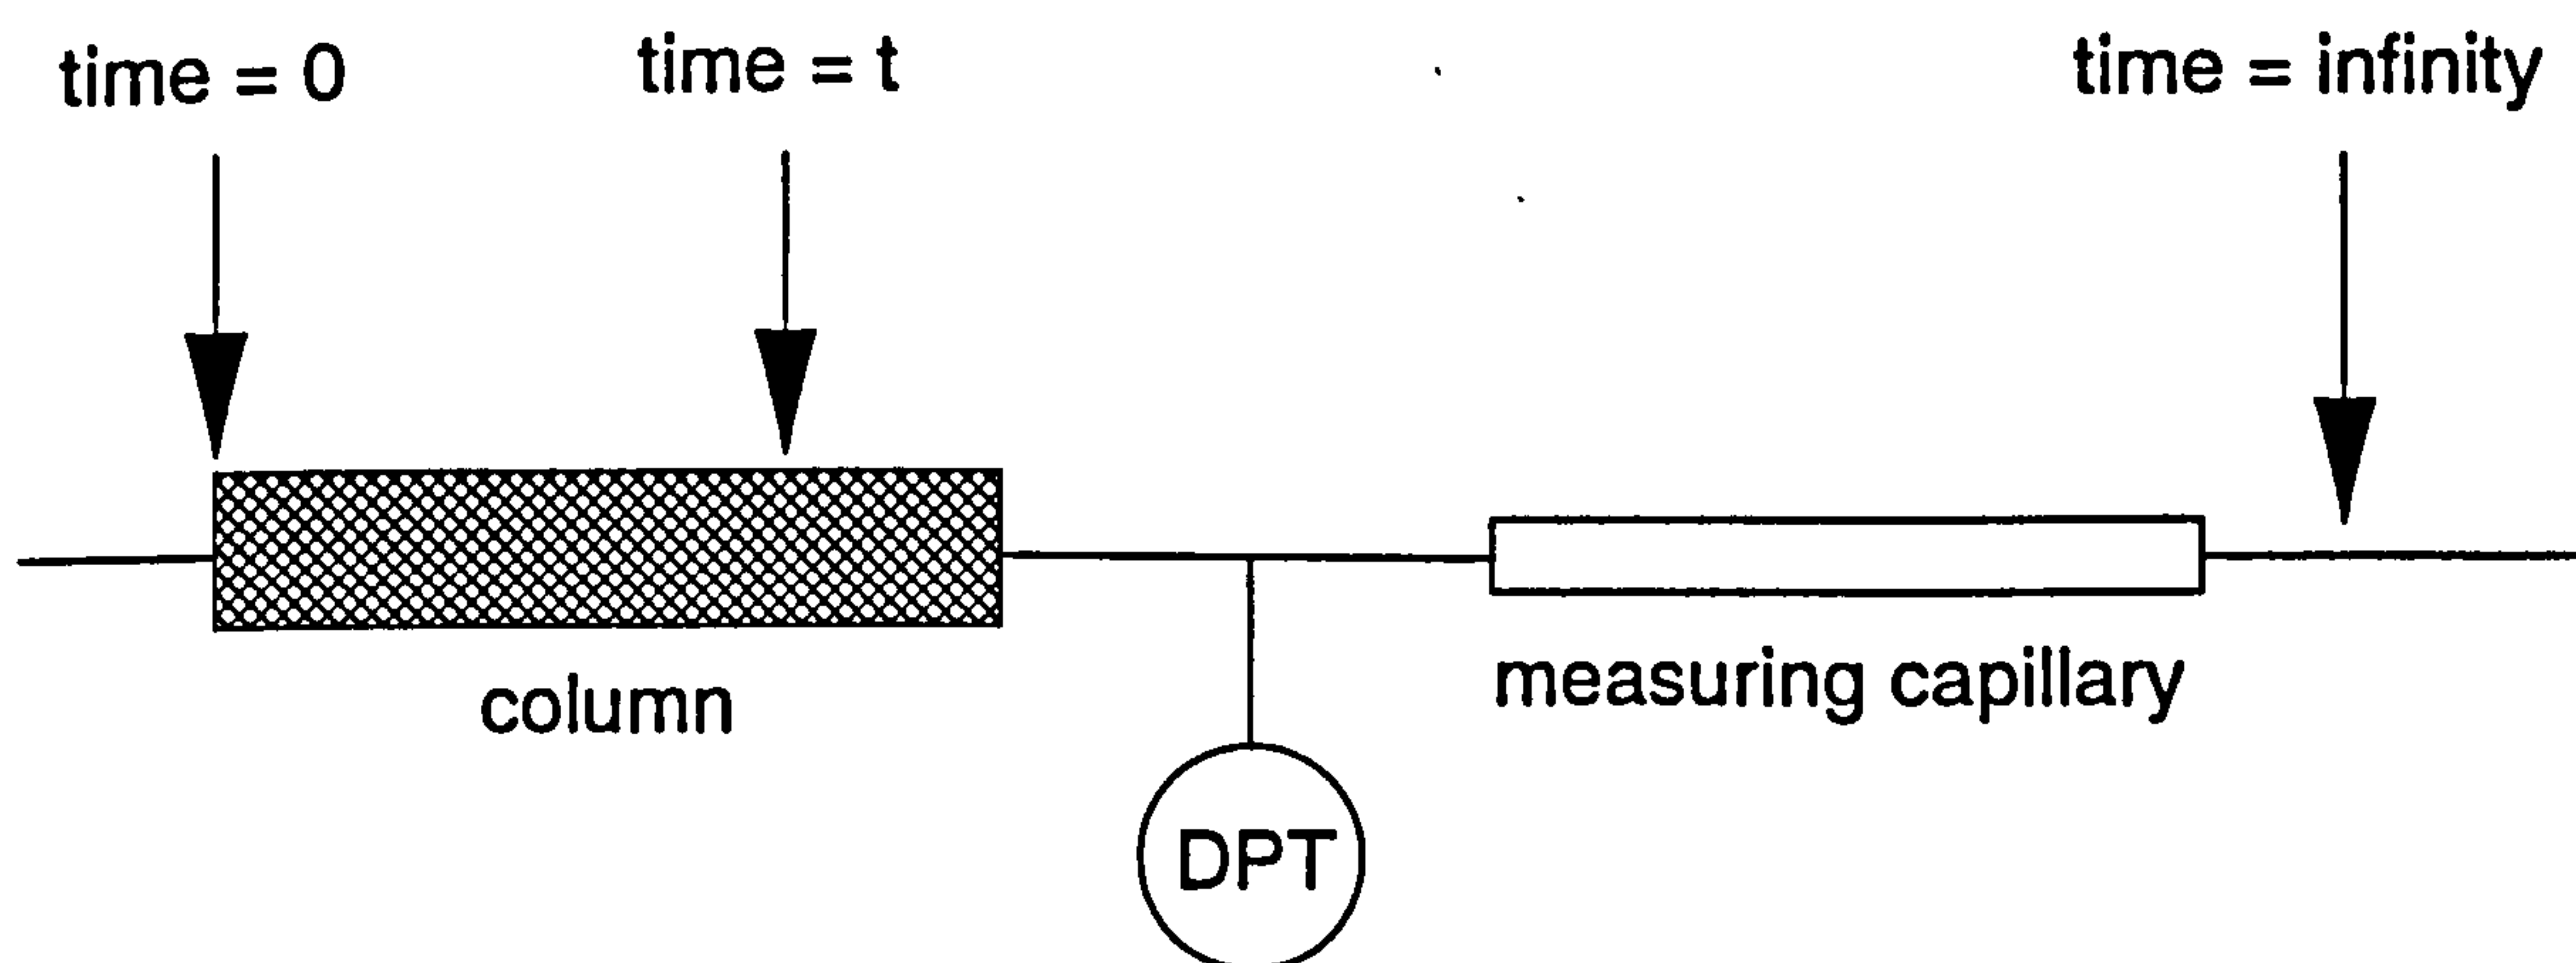 time = 0
time = t
time = infinity
column
measuring capillary
DPT